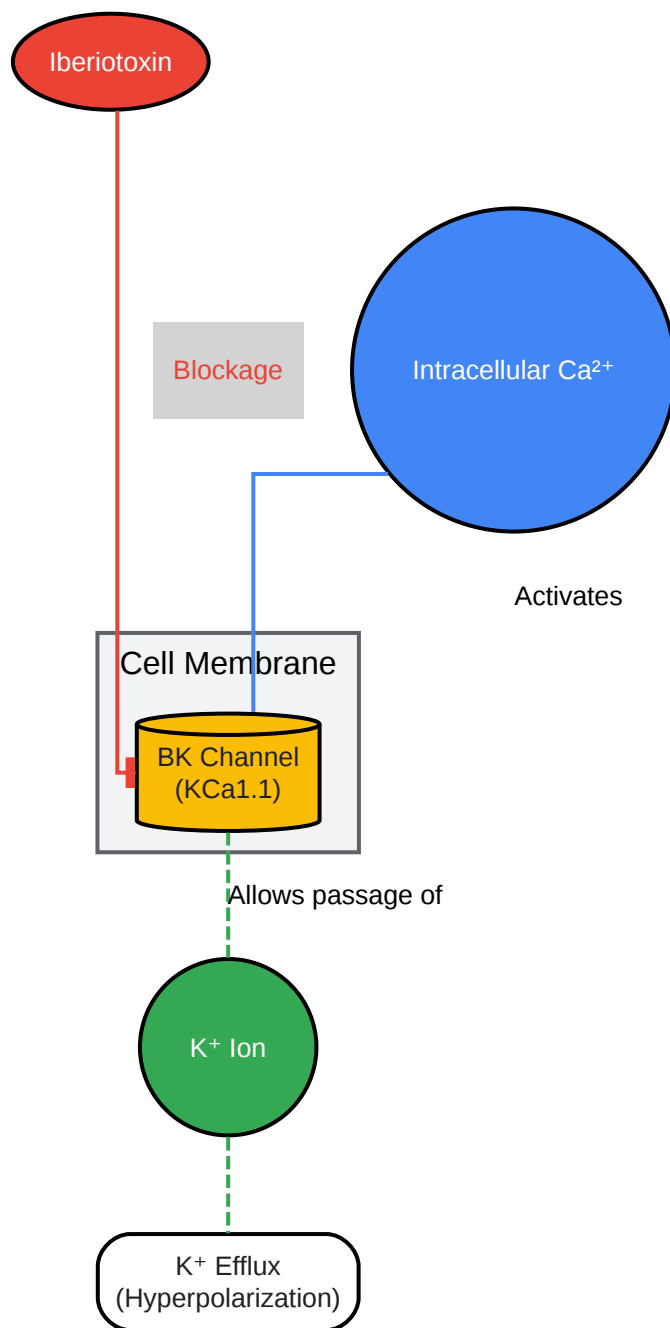 Iberiotoxin
Blockage
Intracellular Ca²⁺
Activates
Cell Membrane
BK Channel
(KCa1.1)
Allows passage of
K⁺ Ion
K⁺ Efflux
(Hyperpolarization)